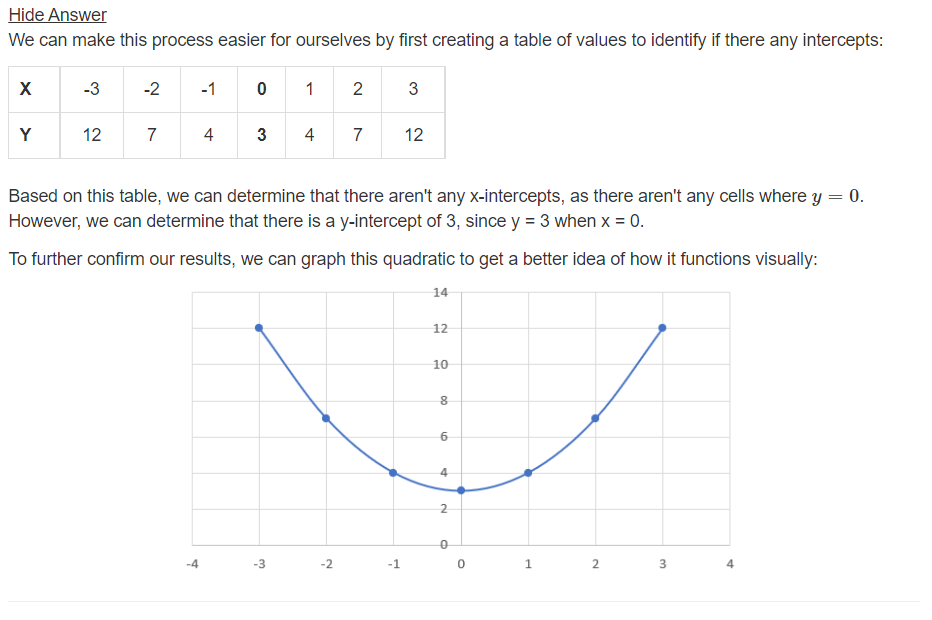 Hide Answer
We can make this process easier for ourselves by first creating a table of values to identify if there any intercepts:
X -3 -2 -1 0 1 2 3
Y 12 7 4 3 4 7 12
Based on this table, we can determine that there aren't any x-intercepts, as there aren't any cells where y = 0.
However, we can determine that there is a y-intercept of 3, since y = 3 when x = 0.
To further confirm our results, we can graph this quadratic to get a better idea of how it functions visually:
14
12
10
8
6
4
2
0
-4 -3 -2 -1 0 1 2 3 4